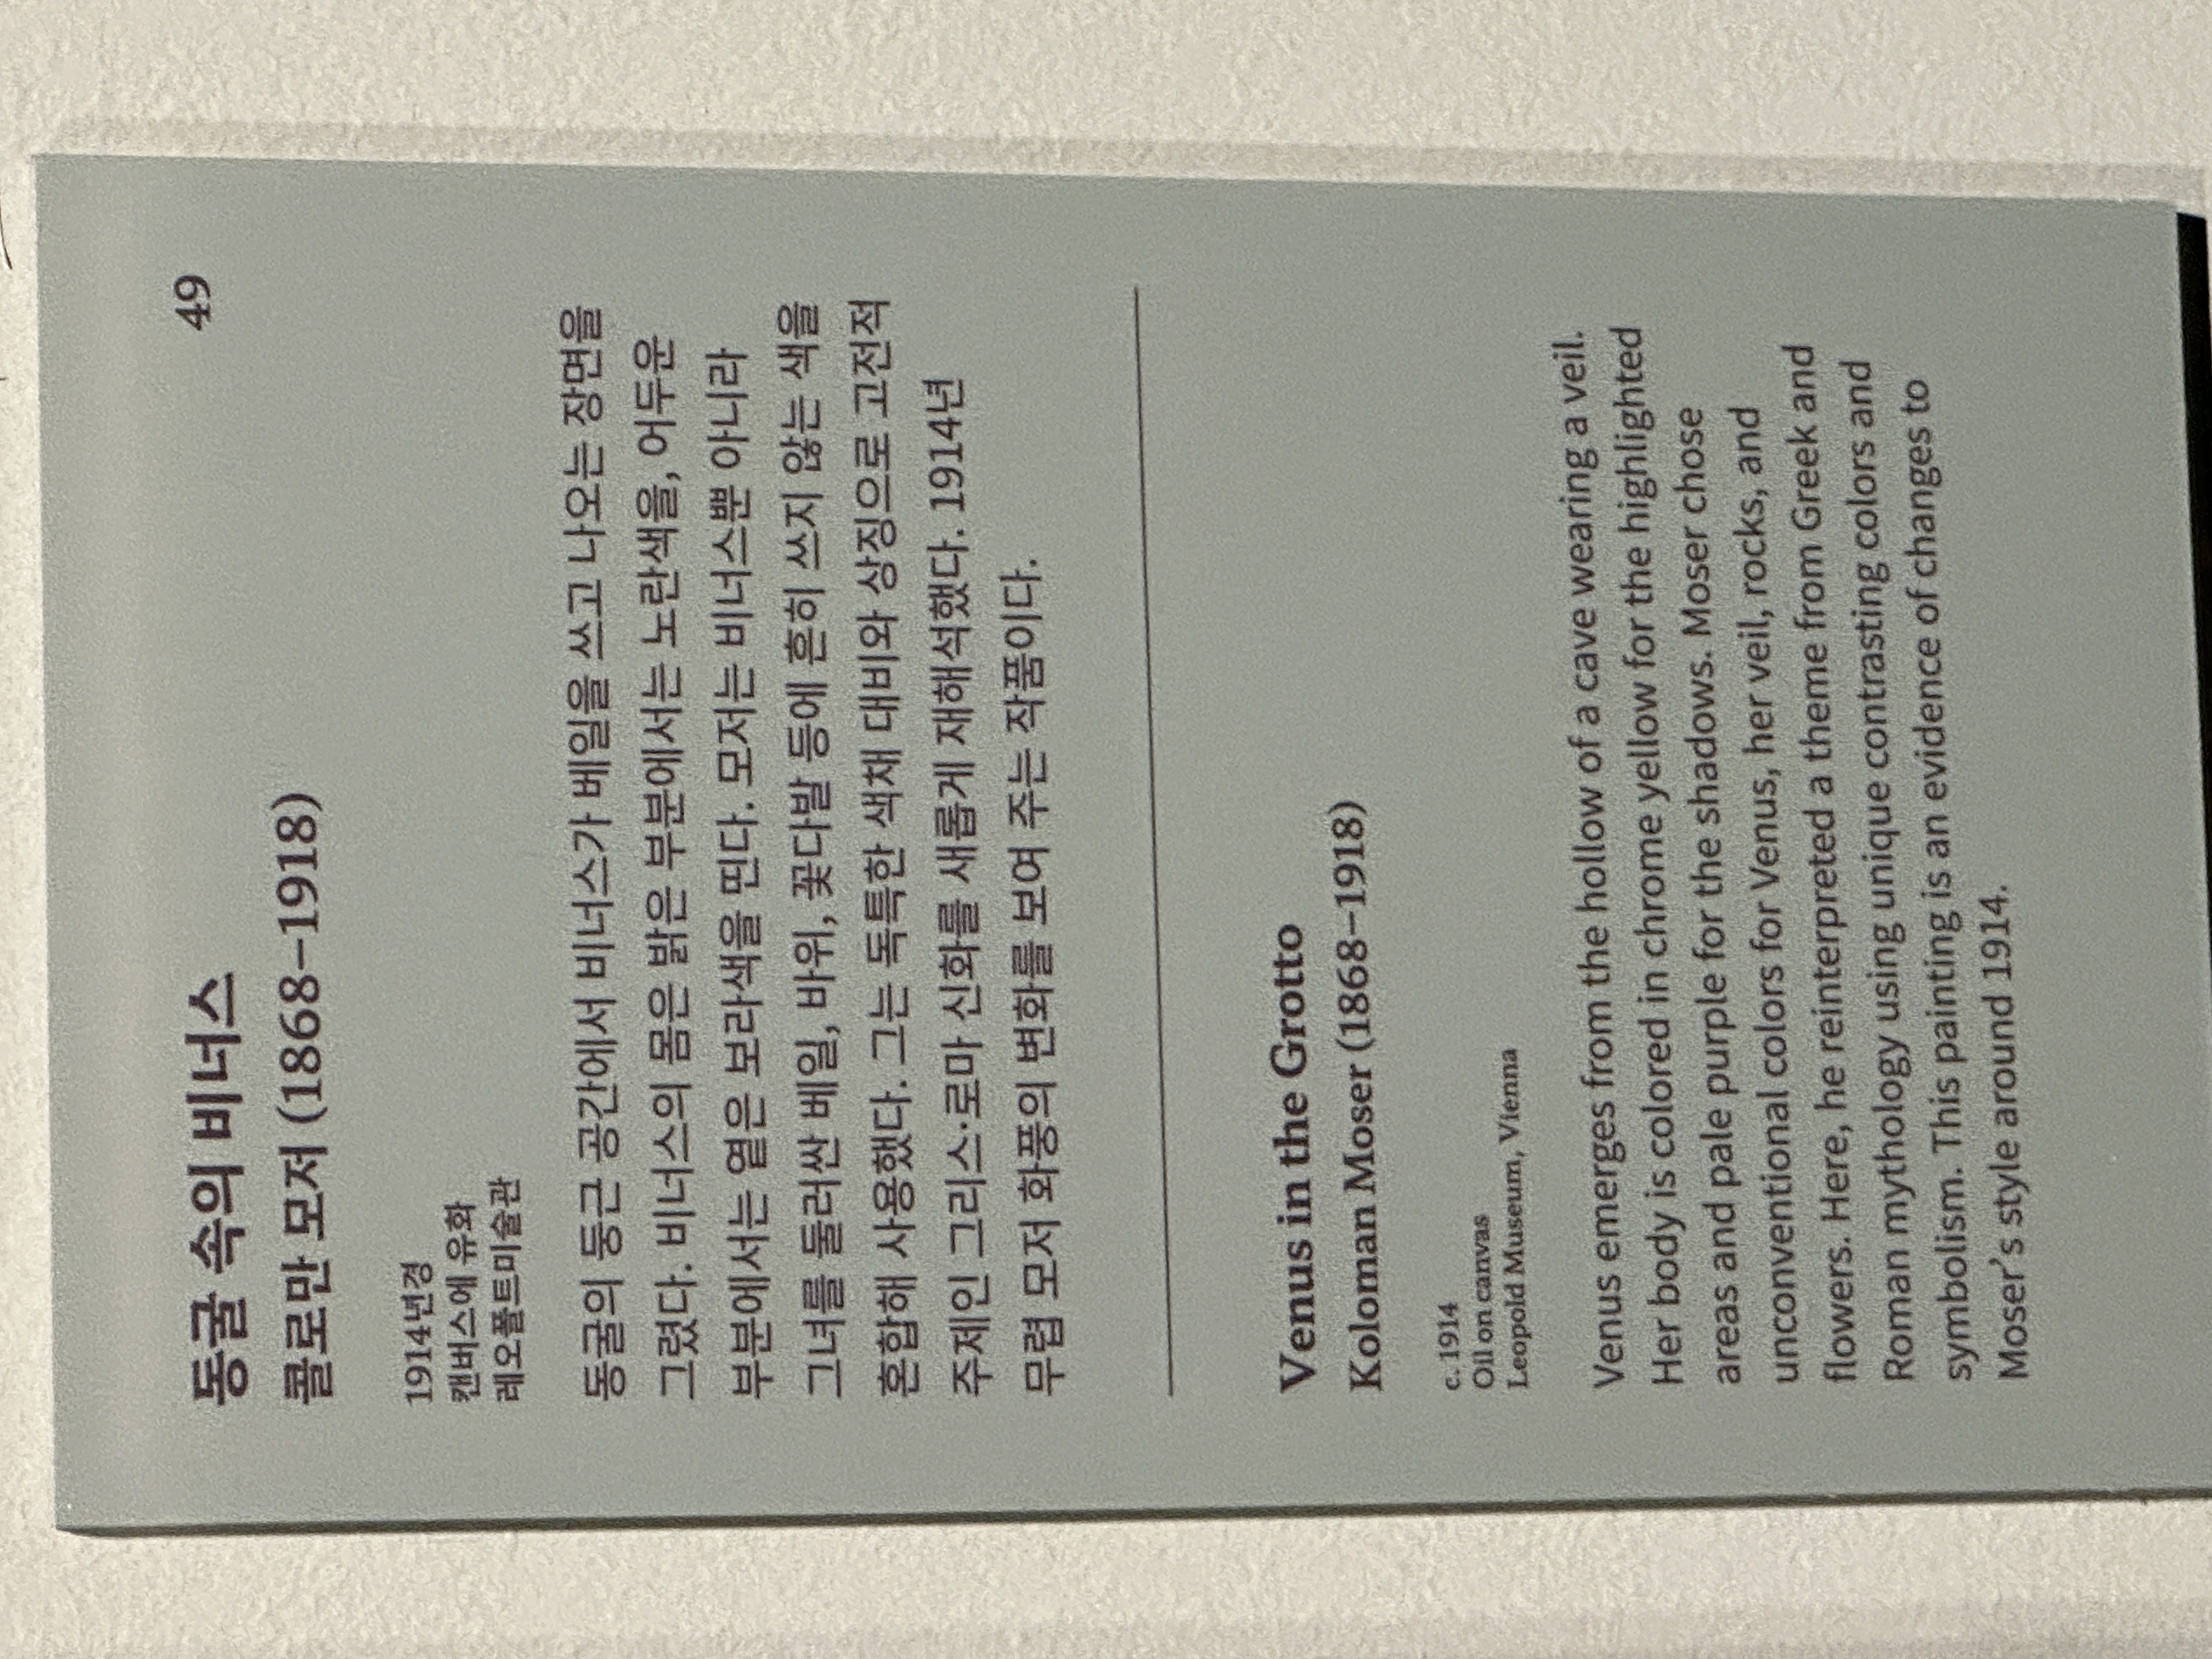 동굴 속의 비너스 49
콜로만 모저 (1868–1918)
1914년경
캔버스에 유화
레오폴트미술관
동굴의 둥근 공간에서 비너스가 베일을 쓰고 나오는 장면을
그렸다. 비너스의 몸은 밝은 부분에서는 노란색을, 어두운
부분에서는 옅은 보라색을 띤다. 모저는 비너스뿐 아니라
그녀를 둘러싼 베일, 바위, 꽃다발 등에 흔히 쓰지 않는 색을
혼합해 사용했다. 그는 독특한 색채 대비와 상징으로 고전적
주제인 그리스·로마 신화를 새롭게 재해석했다. 1914년
무렵 모저 화풍의 변화를 보여 주는 작품이다.
Venus in the Grotto
Koloman Moser (1868–1918)
c. 1914
Oil on canvas
Leopold Museum, Vienna
Venus emerges from the hollow of a cave wearing a veil.
Her body is colored in chrome yellow for the highlighted
areas and pale purple for the shadows. Moser chose
unconventional colors for Venus, her veil, rocks, and
flowers. Here, he reinterpreted a theme from Greek and
Roman mythology using unique contrasting colors and
symbolism. This painting is an evidence of changes to
Moser's style around 1914.